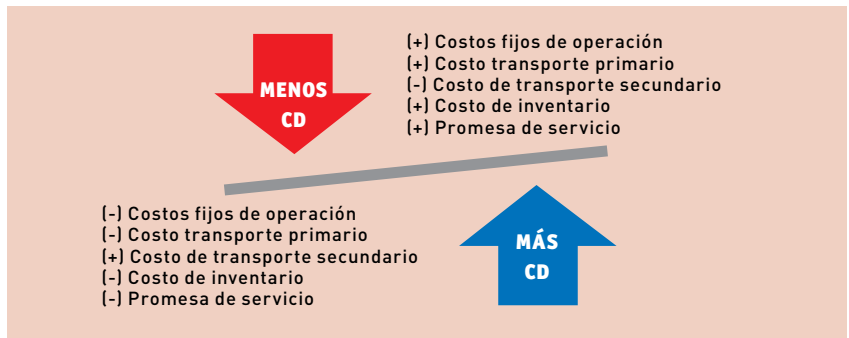 MENOS
CD
(+) Costos fijos de operación
(+) Costo transporte primario
(-) Costo de transporte secundario
(+) Costo de inventario
(+) Promesa de servicio
(-) Costos fijos de operación
(-) Costo transporte primario
(+) Costo de transporte secundario
(-) Costo de inventario
(-) Promesa de servicio
MÁS
CD